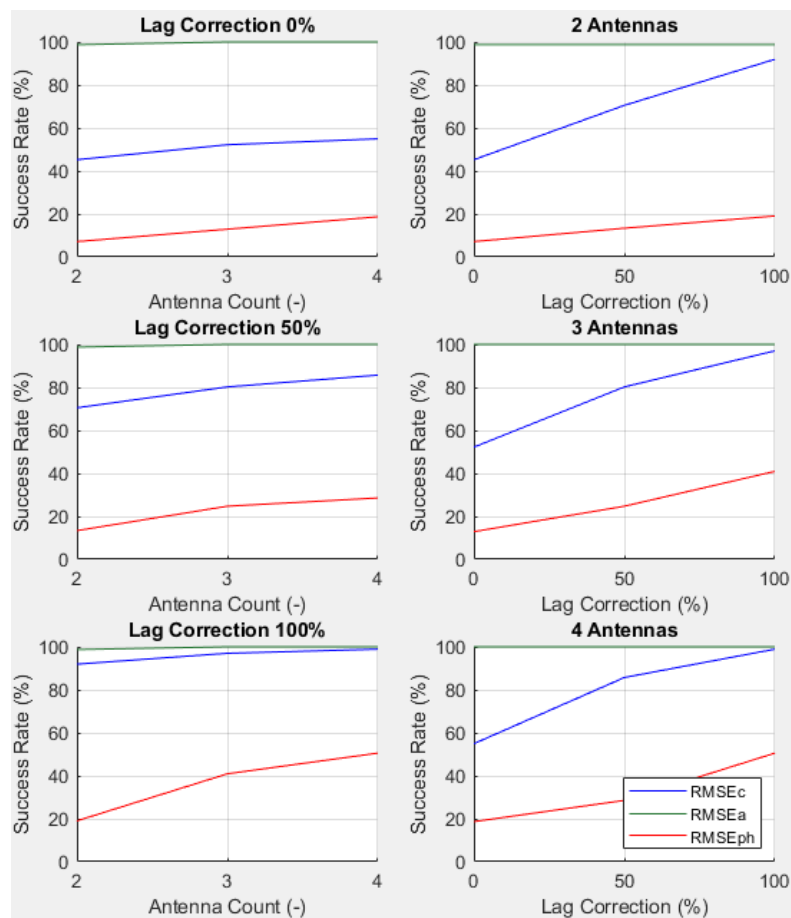 Lag Correction 0%
100
80
60
40
20
0
Success Rate (%)
2
3
4
Antenna Count (-)
2 Antennas
100
80
60
40
20
0
Success Rate (%)
0
50
100
Lag Correction (%)
Lag Correction 50%
100
80
60
40
20
0
Success Rate (%)
2
3
4
Antenna Count (-)
3 Antennas
100
80
60
40
20
0
Success Rate (%)
0
50
100
Lag Correction (%)
Lag Correction 100%
100
80
60
40
20
0
Success Rate (%)
2
3
4
Antenna Count (-)
4 Antennas
100
80
60
40
20
0
Success Rate (%)
RMSEc
RMSEa
RMSEph
0
50
100
Lag Correction (%)